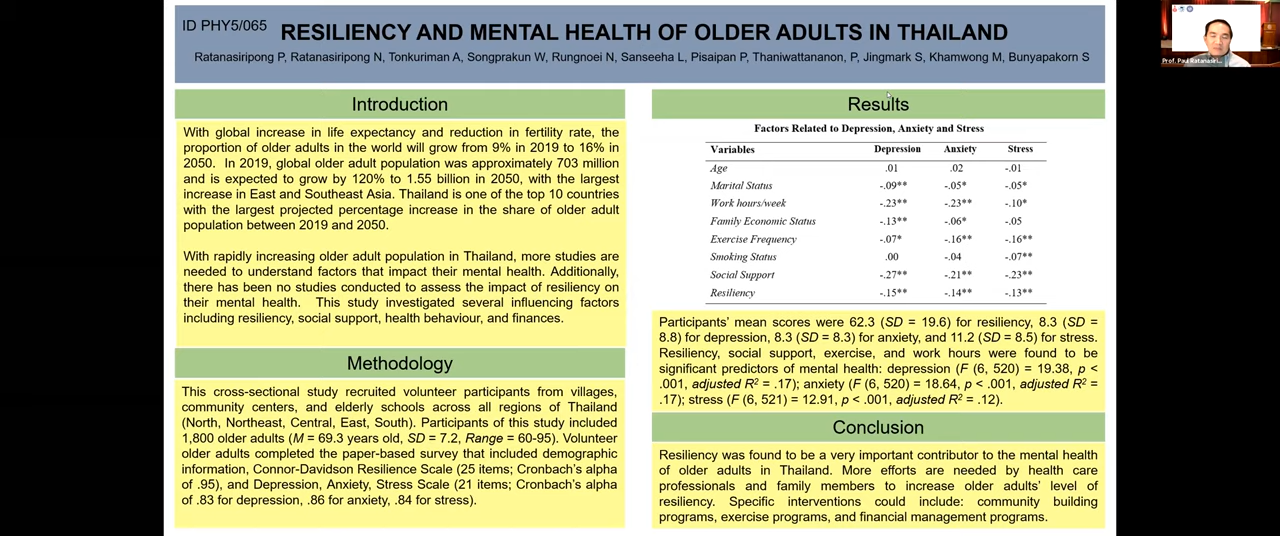 ID PHY5/065
RESILIENCY AND MENTAL HEALTH OF OLDER ADULTS IN THAILAND
Ratanasiripong P, Ratanasiripong N, Tonkuriman A, Songprakun W, Rungnoei N, Sanseeha L, Pisaipan P, Thaniwattananon, P, Jingmark S, Khamwong M, Bunyapakorn S
Introduction
With global increase in life expectancy and reduction in fertility rate, the
proportion of older adults in the world will grow from 9% in 2019 to 16% in
2050. In 2019, global older adult population was approximately 703 million
and is expected to grow by 120% to 1.55 billion in 2050, with the largest
increase in East and Southeast Asia. Thailand is one of the top 10 countries
with the largest projected percentage increase in the share of older adult
population between 2019 and 2050.
With rapidly increasing older adult population in Thailand, more studies are
needed to understand factors that impact their mental health. Additionally,
there has been no studies conducted to assess the impact of resiliency on
their mental health. This study investigated several influencing factors
including resiliency, social support, health behaviour, and finances.
Methodology
This cross-sectional study recruited volunteer participants from villages,
community centers, and elderly schools across all regions of Thailand
(North, Northeast, Central, East, South). Participants of this study included
1,800 older adults (M = 69.3 years old, SD = 7.2, Range = 60-95). Volunteer
older adults completed the paper-based survey that included demographic
information, Connor-Davidson Resilience Scale (25 items; Cronbach's alpha
of .95), and Depression, Anxiety, Stress Scale (21 items; Cronbach's alpha
of .83 for depression, .86 for anxiety, .84 for stress).
Results
Factors Related to Depression, Anxiety and Stress
Variables Depression Anxiety Stress
Age .01 .02 -.01
Marital Status -.09** -.05* -.05*
Work hours/week -.23** -.23** -.10*
Family Economic Status -.13** -.06* -.05
Exercise Frequency -.07* -.16** -.16**
Smoking Status .00 -.04 -.07**
Social Support -.27** -.21** -.23**
Resiliency -.15** -.14** -.13**
Participants' mean scores were 62.3 (SD = 19.6) for resiliency, 8.3 (SD =
8.8) for depression, 8.3 (SD = 8.3) for anxiety, and 11.2 (SD = 8.5) for stress.
Resiliency, social support, exercise, and work hours were found to be
significant predictors of mental health: depression (F (6, 520) = 19.38, p <
.001, adjusted R² = .17); anxiety (F (6, 520) = 18.64, p < .001, adjusted R² =
.17); stress (F (6, 521) = 12.91, p < .001, adjusted R² = .12).
Conclusion
Resiliency was found to be a very important contributor to the mental health
of older adults in Thailand. More efforts are needed by health care
professionals and family members to increase older adults' level of
resiliency. Specific interventions could include: community building
programs, exercise programs, and financial management programs.
Prof. Paul Ratanasiri...